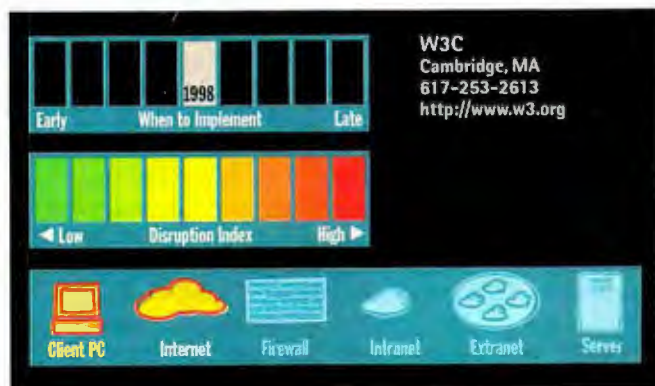 W3C
Cambridge, MA
617-253-2613
http://www.w3.org
1998
Early When to Implement Late
◄ Low Disruption Index High ►
Client PC Internet Firewall Intranet Extranet Server